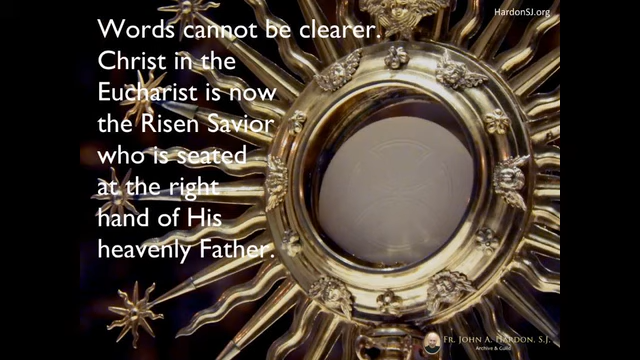 HardonSJ.org
Words cannot be clearer.
Christ in the
Eucharist is now
the Risen Savior
who is seated
at the right
hand of His
heavenly Father.
FR. JOHN A. HARDON, S.J.
Archive & Guild